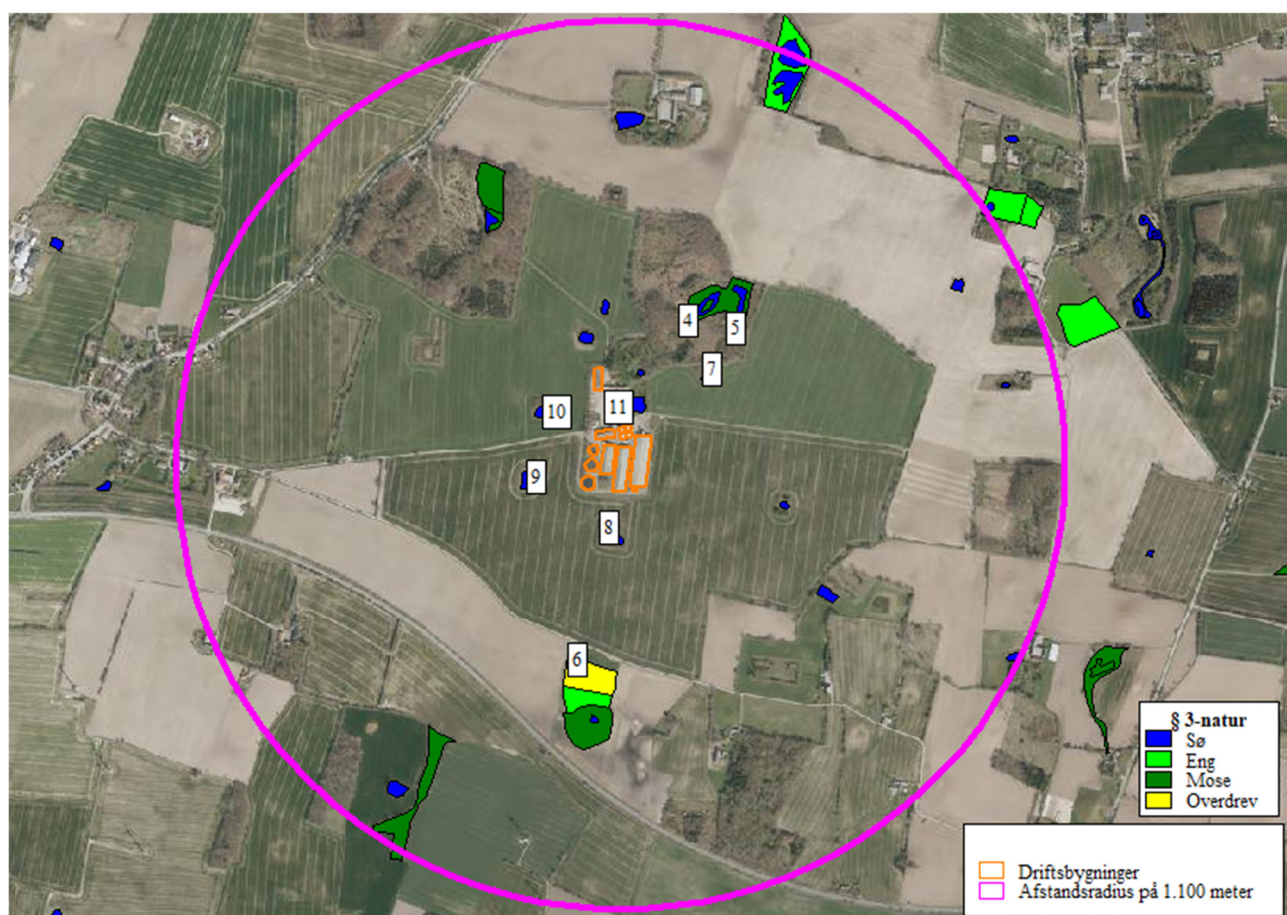 4
5
7
10
11
9
8
6
§ 3-natur
Sø
Eng
Mose
Overdrev
Driftsbygninger
Afstandsradius på 1.100 meter